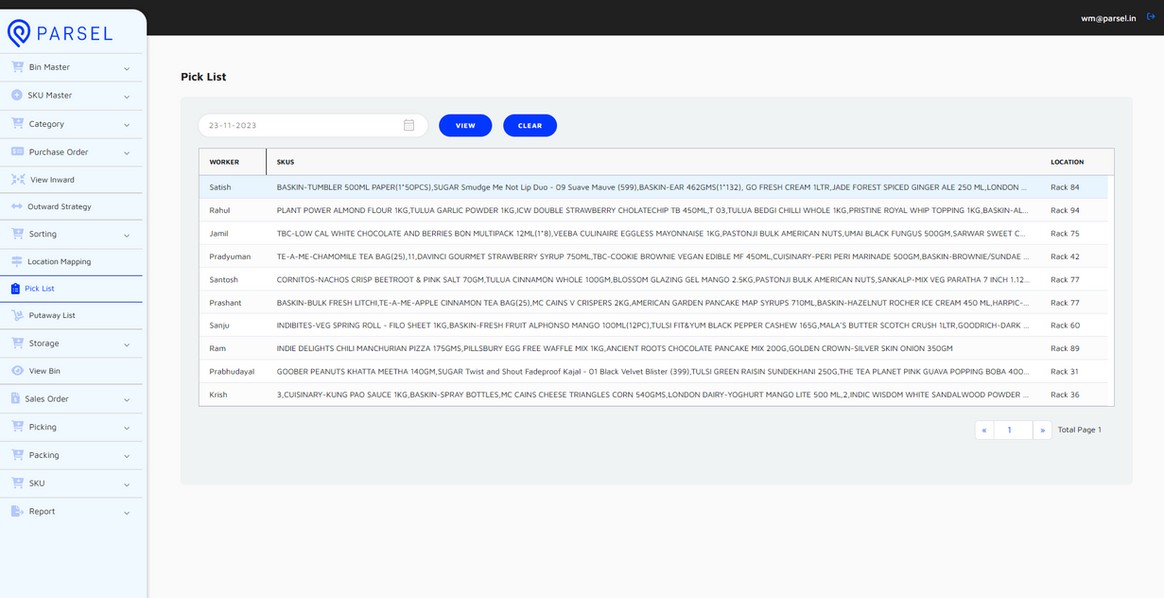 wm@parsel.in
PARSEL
Bin Master
SKU Master
Category
Purchase Order
View Inward
Outward Strategy
Sorting
Location Mapping
Pick List
Putaway List
Storage
View Bin
Sales Order
Picking
Packing
SKU
Report
Pick List
23-11-2023
VIEW
CLEAR
WORKER SKUS LOCATION
Satish BASKIN-TUMBLER 500ML PAPER(1*50PCS),SUGAR Smudge Me Not Lip Duo - 09 Suave Mauve (599),BASKIN-EAR 462GMS(1*132), GO FRESH CREAM 1LTR,JADE FOREST SPICED GINGER ALE 250 ML,LONDON ... Rack 84
Rahul PLANT POWER ALMOND FLOUR 1KG,TULUA GARLIC POWDER 1KG,ICW DOUBLE STRAWBERRY CHOLATECHIP TB 450ML,T 03,TULUA BEDGI CHILLI WHOLE 1KG,PRISTINE ROYAL WHIP TOPPING 1KG,BASKIN-AL... Rack 94
Jamil TBC-LOW CAL WHITE CHOCOLATE AND BERRIES BON MULTIPACK 12ML(1*8),VEEBA CULINAIRE EGGLESS MAYONNAISE 1KG,PASTONJI BULK AMERICAN NUTS,UMAI BLACK FUNGUS 500GM,SARWAR SWEET C... Rack 75
Pradyuman TE-A-ME-CHAMOMILE TEA BAG(25),11,DAVINCI GOURMET STRAWBERRY SYRUP 750ML,TBC-COOKIE BROWNIE VEGAN EDIBLE MF 450ML,CUISINARY-PERI PERI MARINADE 500GM,BASKIN-BROWNIE/SUNDAE ... Rack 42
Santosh CORNITOS-NACHOS CRISP BEETROOT & PINK SALT 70GM,TULUA CINNAMON WHOLE 100GM,BLOSSOM GLAZING GEL MANGO 2.5KG,PASTONJI BULK AMERICAN NUTS,SANKALP-MIX VEG PARATHA 7 INCH 1.12... Rack 77
Prashant BASKIN-BULK FRESH LITCHI,TE-A-ME-APPLE CINNAMON TEA BAG(25),MC CAINS V CRISPERS 2KG,AMERICAN GARDEN PANCAKE MAP SYRUPS 710ML,BASKIN-HAZELNUT ROCHER ICE CREAM 450 ML,HARPIC-... Rack 77
Sanju INDIBITES-VEG SPRING ROLL - FILO SHEET 1KG,BASKIN-FRESH FRUIT ALPHONSO MANGO 100ML(12PC),TULSI FIT&YUM BLACK PEPPER CASHEW 165G,MALA'S BUTTER SCOTCH CRUSH 1LTR,GOODRICH-DARK ... Rack 60
Ram INDIE DELIGHTS CHILI MANCHURIAN PIZZA 175GMS,PILLSBURY EGG FREE WAFFLE MIX 1KG,ANCIENT ROOTS CHOCOLATE PANCAKE MIX 200G,GOLDEN CROWN-SILVER SKIN ONION 350GM Rack 89
Prabhudayal GOOBER PEANUTS KHATTA MEETHA 140GM,SUGAR Twist and Shout Fadeproof Kajal - 01 Black Velvet Blister (399),TULSI GREEN RAISIN SUNDEKHANI 250G,THE TEA PLANET PINK GUAVA POPPING BOBA 400... Rack 31
Krish 3,CUISINARY-KUNG PAO SAUCE 1KG,BASKIN-SPRAY BOTTLES,MC CAINS CHEESE TRIANGLES CORN 540GMS,LONDON DAIRY-YOGHURT MANGO LITE 500 ML,2,INDIC WISDOM WHITE SANDALWOOD POWDER ... Rack 36
« 1 » Total Page 1